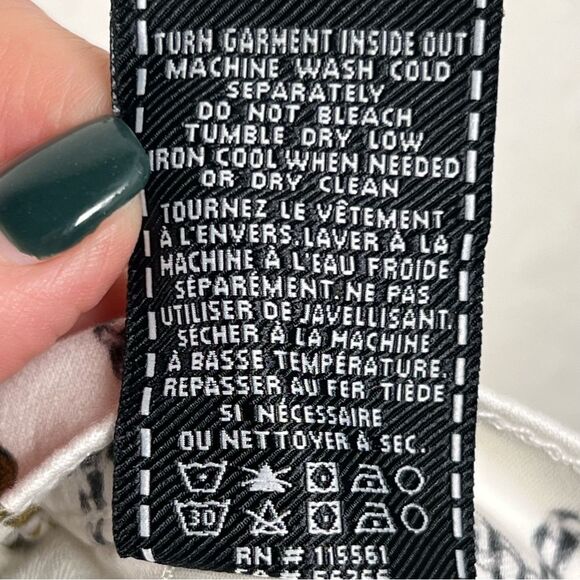 TURN GARMENT INSIDE OUT
MACHINE WASH COLD
SEPARATELY
DO NOT BLEACH
TUMBLE DRY LOW
IRON COOL WHEN NEEDED
OR DRY CLEAN
TOURNEZ LE VÊTEMENT
À L'ENVERS.LAVER À LA
MACHINE À L'EAU FROIDE
SÉPARÉMENT. NE PAS
UTILISER DE JAVELLISANT.
SÉCHER À LA MACHINE
À BASSE TEMPÉRATURE.
REPASSER AU FER TIÈDE
SI NÉCESSAIRE
OU NETTOYER À SEC.
30
RN # 115561